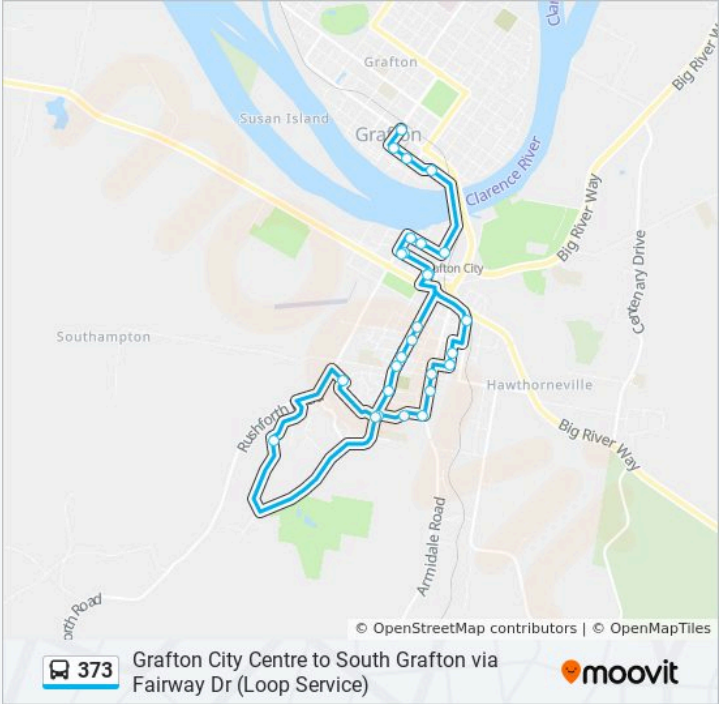 Clar
Grafton
Big River W
Susan Island
Grafton
Clarence River
Big River Way
afton City
Centenary Drive
Southampton
Hawthorneville
Rushforth
Big River Way
Armidale Road
orth Road
© OpenStreetMap contributors | © OpenMapTiles
373
Grafton City Centre to South Grafton via
Fairway Dr (Loop Service)
moovit